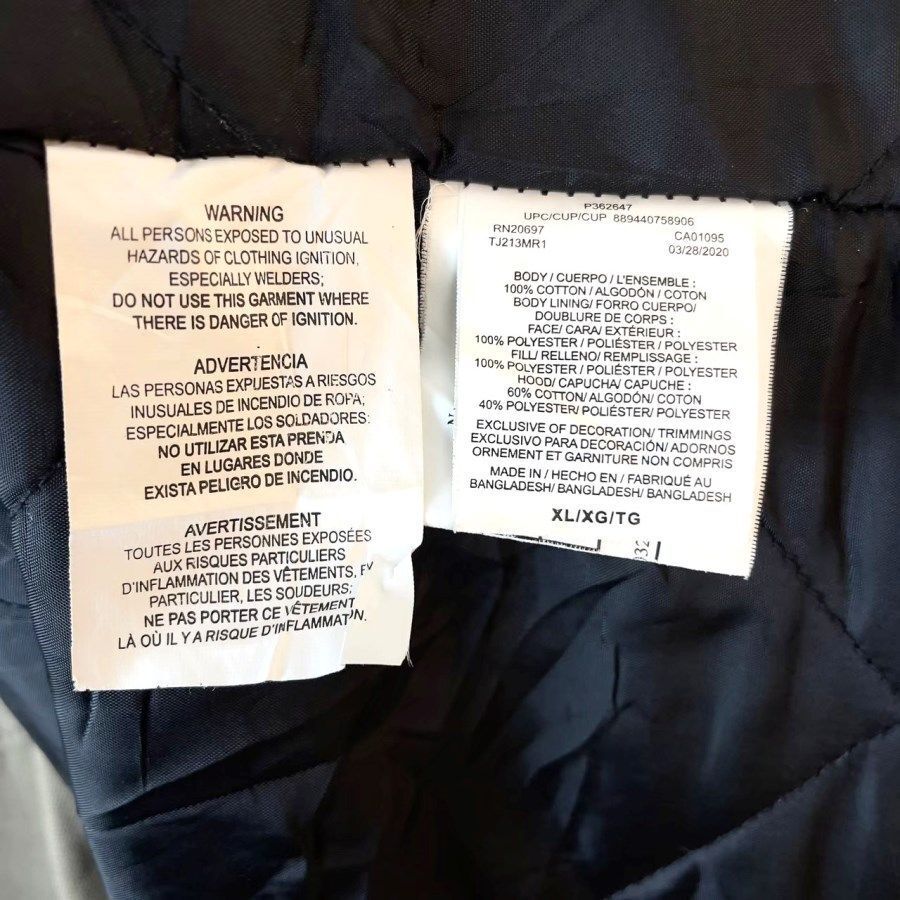 WARNING
ALL PERSONS EXPOSED TO UNUSUAL
HAZARDS OF CLOTHING IGNITION,
ESPECIALLY WELDERS;
DO NOT USE THIS GARMENT WHERE
THERE IS DANGER OF IGNITION.
ADVERTENCIA
LAS PERSONAS EXPUESTAS A RIESGOS
INUSUALES DE INCENDIO DE ROPA;
ESPECIALMENTE LOS SOLDADORES:
NO UTILIZAR ESTA PRENDA
EN LUGARES DONDE
EXISTA PELIGRO DE INCENDIO.
AVERTISSEMENT
TOUTES LES PERSONNES EXPOSÉES
AUX RISQUES PARTICULIERS
D'INFLAMMATION DES VÊTEMENTS,
PARTICULIER, LES SOUDEURS;
NE PAS PORTER CE VÊTEMENT
LÀ OÙ IL Y A RISQUE D'INFLAMMAT
P362647
UPC/CUP/CUP 889440758906
RN20697 CA01095
TJ213MR1 03/28/2020
BODY / CUERPO / L'ENSEMBLE :
100% COTTON / ALGODÓN / COTON
BODY LINING/ FORRO CUERPO/
DOUBLURE DE CORPS :
FACE/ CARA/ EXTÉRIEUR :
100% POLYESTER / POLIÉSTER / POLYESTER
FILL/ RELLENO/ REMPLISSAGE :
100% POLYESTER / POLIÉSTER / POLYESTER
HOOD/ CAPUCHA/ CAPUCHE :
60% COTTON/ ALGODÓN/ COTON
40% POLYESTER/ POLIÉSTER/ POLYESTER
EXCLUSIVE OF DECORATION/ TRIMMINGS
EXCLUSIVO PARA DECORACIÓN/ ADORNOS
ORNEMENT ET GARNITURE NON COMPRIS
MADE IN / HECHO EN / FABRIQUÉ AU
BANGLADESH/ BANGLADESH/ BANGLADESH
XL/XG/TG